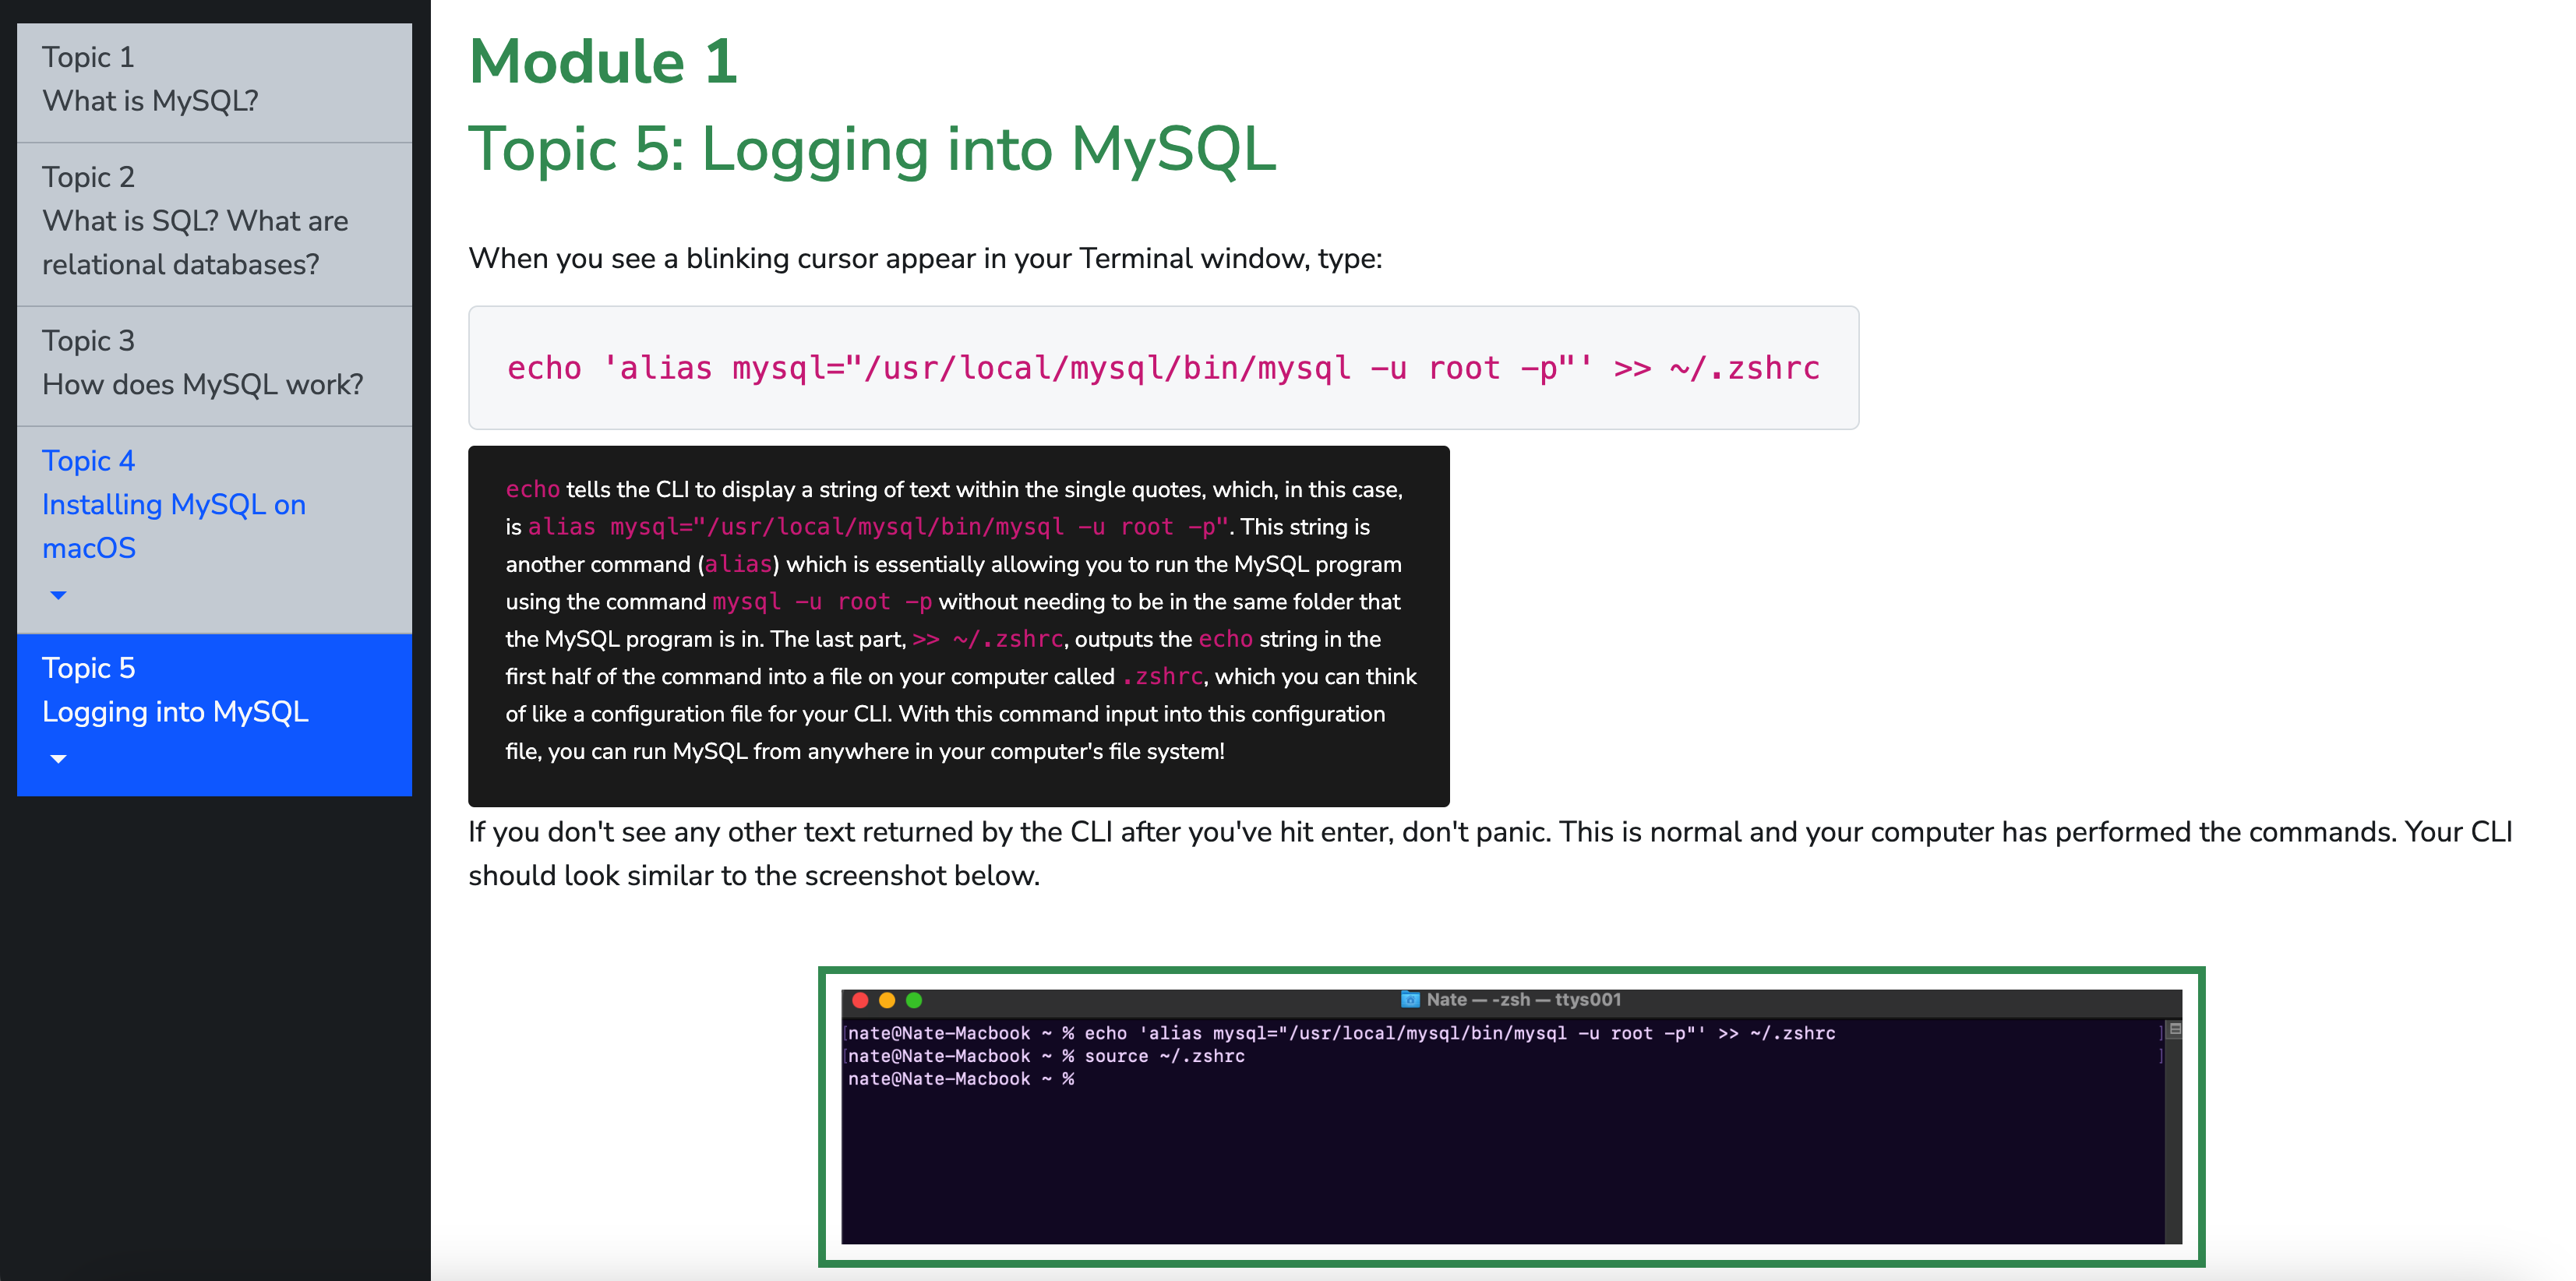 Topic 1
What is MySQL?
Topic 2
What is SQL? What are
relational databases?
Topic 3
How does MySQL work?
Topic 4
Installing MySQL on
macOS
Topic 5
Logging into MySQL
Module 1
Topic 5: Logging into MySQL
When you see a blinking cursor appear in your Terminal window, type:
echo 'alias mysql="/usr/local/mysql/bin/mysql -u root -p"' >> ~/.zshrc
echo tells the CLI to display a string of text within the single quotes, which, in this case,
is alias mysql="/usr/local/mysql/bin/mysql -u root -p". This string is
another command (alias) which is essentially allowing you to run the MySQL program
using the command mysql -u root -p without needing to be in the same folder that
the MySQL program is in. The last part, >> ~/.zshrc, outputs the echo string in the
first half of the command into a file on your computer called .zshrc, which you can think
of like a configuration file for your CLI. With this command input into this configuration
file, you can run MySQL from anywhere in your computer's file system!
If you don't see any other text returned by the CLI after you've hit enter, don't panic. This is normal and your computer has performed the commands. Your CLI
should look similar to the screenshot below.
Nate — -zsh — ttys001
[nate@Nate-Macbook ~ % echo 'alias mysql="/usr/local/mysql/bin/mysql -u root -p"' >> ~/.zshrc ]
[nate@Nate-Macbook ~ % source ~/.zshrc ]
nate@Nate-Macbook ~ %